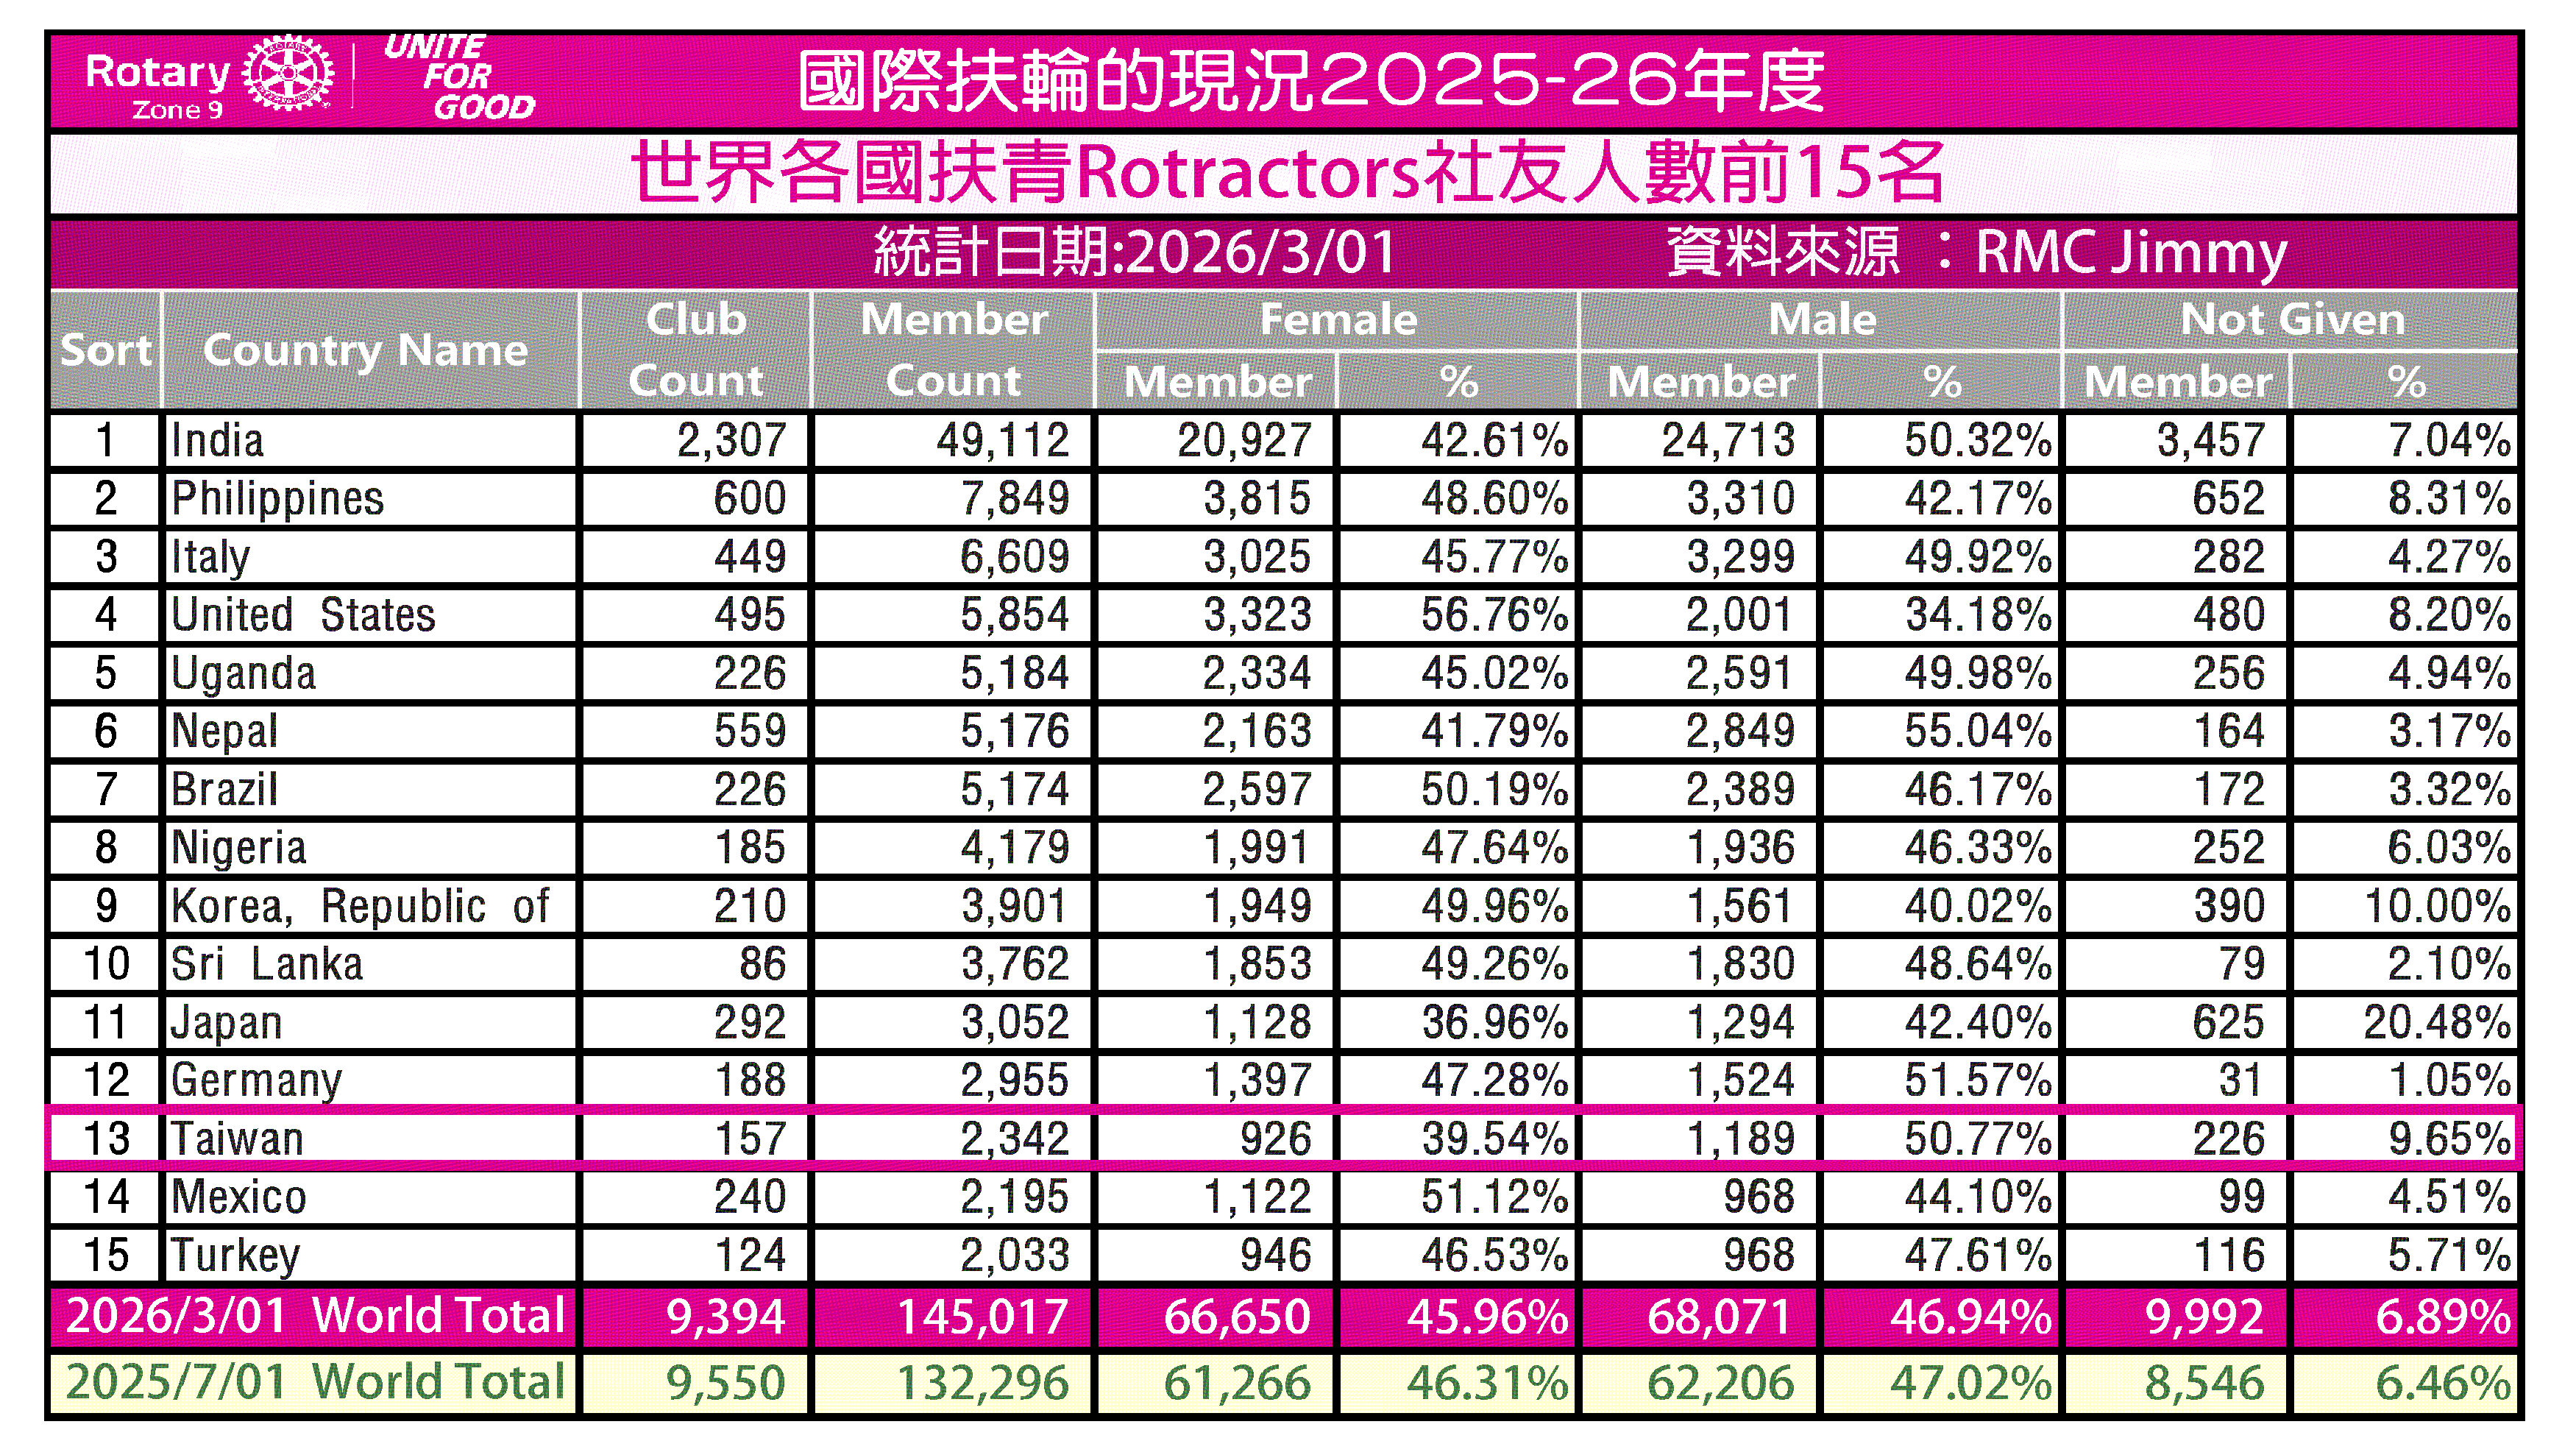 Rotary
Zone 9
UNITE
FOR
GOOD
國際扶輪的現況2025-26年度
世界各國扶青Rotractors社友人數前15名
統計日期:2026/3/01 資料來源 : RMC Jimmy
Sort Country Name Club Count Member Count Female Male Not Given
Member % Member % Member %
1 India 2,307 49,112 20,927 42.61% 24,713 50.32% 3,457 7.04%
2 Philippines 600 7,849 3,815 48.60% 3,310 42.17% 652 8.31%
3 Italy 449 6,609 3,025 45.77% 3,299 49.92% 282 4.27%
4 United States 495 5,854 3,323 56.76% 2,001 34.18% 480 8.20%
5 Uganda 226 5,184 2,334 45.02% 2,591 49.98% 256 4.94%
6 Nepal 559 5,176 2,163 41.79% 2,849 55.04% 164 3.17%
7 Brazil 226 5,174 2,597 50.19% 2,389 46.17% 172 3.32%
8 Nigeria 185 4,179 1,991 47.64% 1,936 46.33% 252 6.03%
9 Korea, Republic of 210 3,901 1,949 49.96% 1,561 40.02% 390 10.00%
10 Sri Lanka 86 3,762 1,853 49.26% 1,830 48.64% 79 2.10%
11 Japan 292 3,052 1,128 36.96% 1,294 42.40% 625 20.48%
12 Germany 188 2,955 1,397 47.28% 1,524 51.57% 31 1.05%
13 Taiwan 157 2,342 926 39.54% 1,189 50.77% 226 9.65%
14 Mexico 240 2,195 1,122 51.12% 968 44.10% 99 4.51%
15 Turkey 124 2,033 946 46.53% 968 47.61% 116 5.71%
2026/3/01 World Total 9,394 145,017 66,650 45.96% 68,071 46.94% 9,992 6.89%
2025/7/01 World Total 9,550 132,296 61,266 46.31% 62,206 47.02% 8,546 6.46%